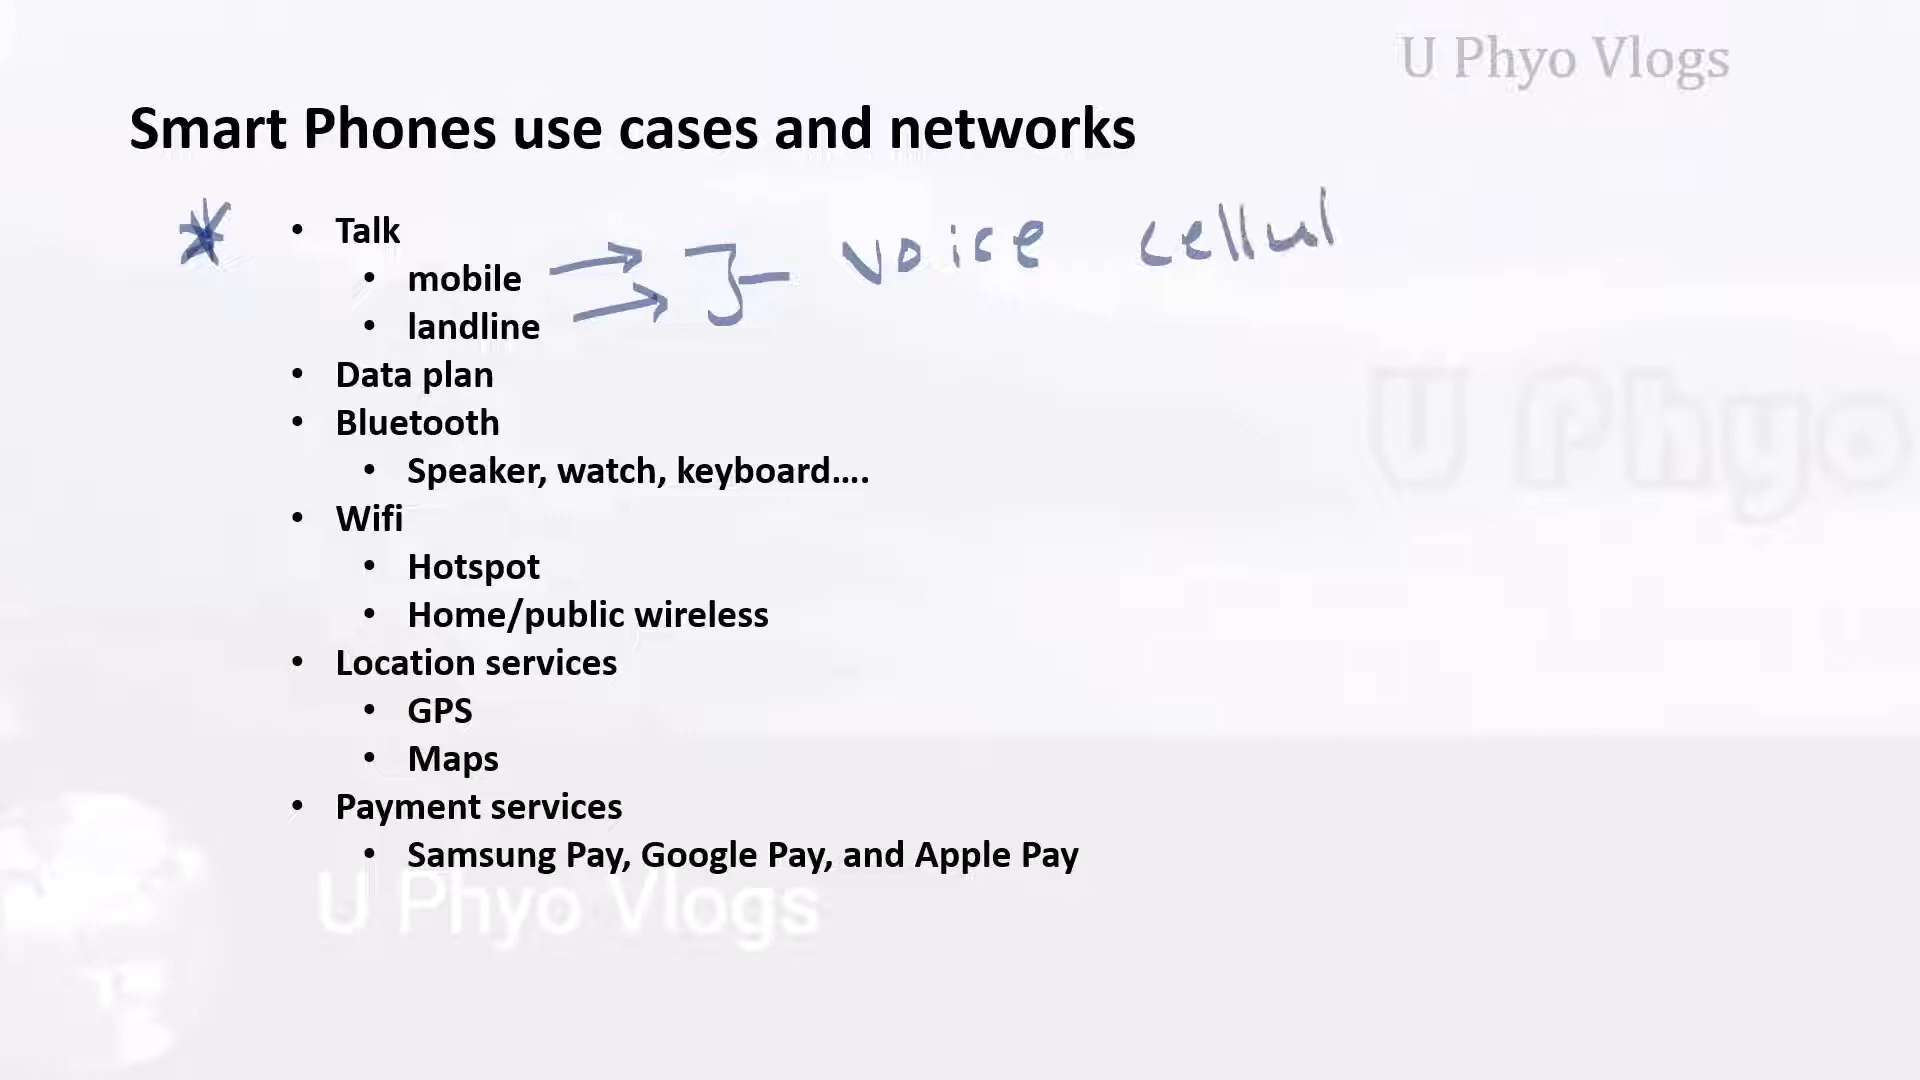 U Phyo Vlogs
Smart Phones use cases and networks
* • Talk
• mobile
• landline
voice cellul
• Data plan
• Bluetooth
• Speaker, watch, keyboard….
• Wifi
• Hotspot
• Home/public wireless
• Location services
• GPS
• Maps
• Payment services
• Samsung Pay, Google Pay, and Apple Pay
U Phyo
U Phyo Vlogs